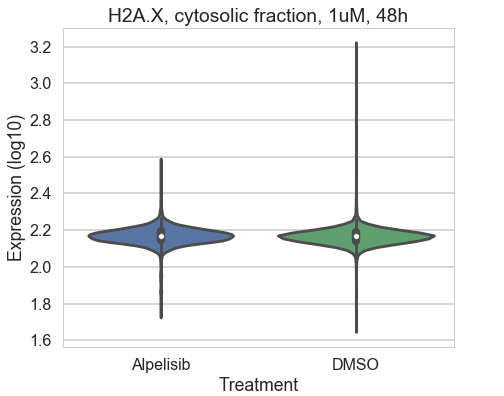 H2A.X, cytosolic fraction, 1uM, 48h
Expression (log10)
3.2
3.0
2.8
2.6
2.4
2.2
2.0
1.8
1.6
Alpelisib
DMSO
Treatment